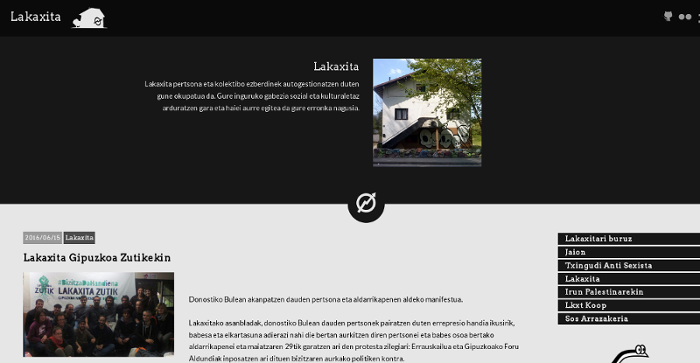 Lakaxita
Lakaxita
Lakaxita pertsona eta kolektibo ezberdinek autogestionatzen duten
gune okupatua da. Gure inguruko gabezia sozial eta kulturaletaz
arduratzen gara eta haiei aurre egitea da gure erronka nagusia.
2016/06/15 Lakaxita
Lakaxita Gipuzkoa Zutikekin
ZUTIK
LAKAXITA ZUTIK
Donostiko Bulean akanpatzen dauden pertsona eta aldarrikapenen aldeko manifestua.
Lakaxitako asanbladak, donostiko Bulean dauden pertsonek pairatzen duten errepresio handia ikusirik,
babesa eta elkartasuna adierazi nahi die bertan aurkitzen diren pertsonei eta babes osoa bertako
aldarrikapenei eta maiatzaren 29tik garatzen ari den protesta zilegiari: Errauskailua eta Gipuzkoako Foru
Aldundiak inposatzen ari dituen bizitzaren aurkako politiken kontra.
Lakaxitari buruz
Jaion
Txingudi Anti Sexista
Lakaxita
Irun Palestinarekin
Lkxt Koop
Sos Arrazakeria